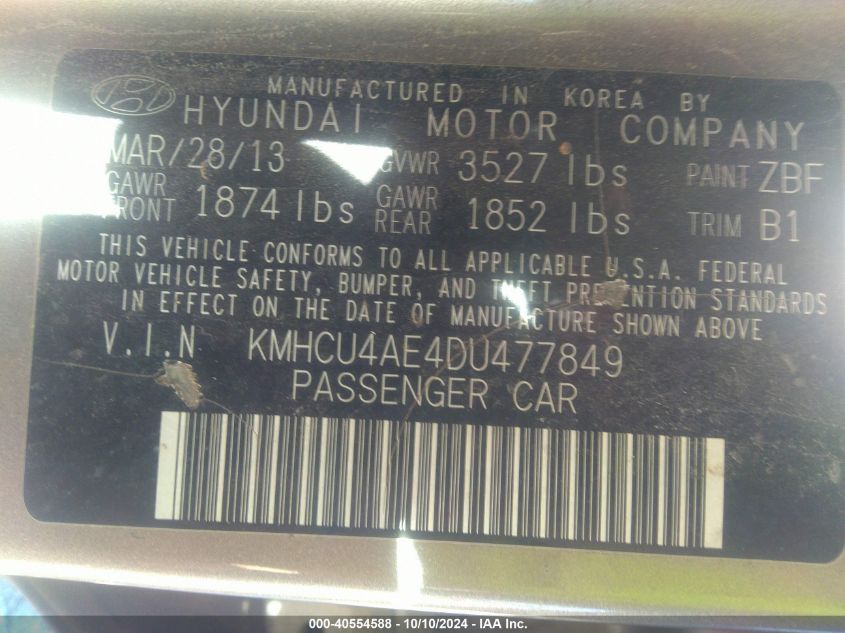 MANUFACTURED IN KOREA BY
HYUNDAI MOTOR COMPANY
MAR/28/13 GVWR 3527 lbs PAINT ZBF
GAWR FRONT 1874 lbs GAWR REAR 1852 lbs TRIM B1
THIS VEHICLE CONFORMS TO ALL APPLICABLE U.S.A. FEDERAL
MOTOR VEHICLE SAFETY, BUMPER, AND THEFT PREVENTION STANDARDS
IN EFFECT ON THE DATE OF MANUFACTURE SHOWN ABOVE
V.I.N KMHCU4AE4DU477849
PASSENGER CAR
000-40554588 - 10/10/2024 - IAA Inc.